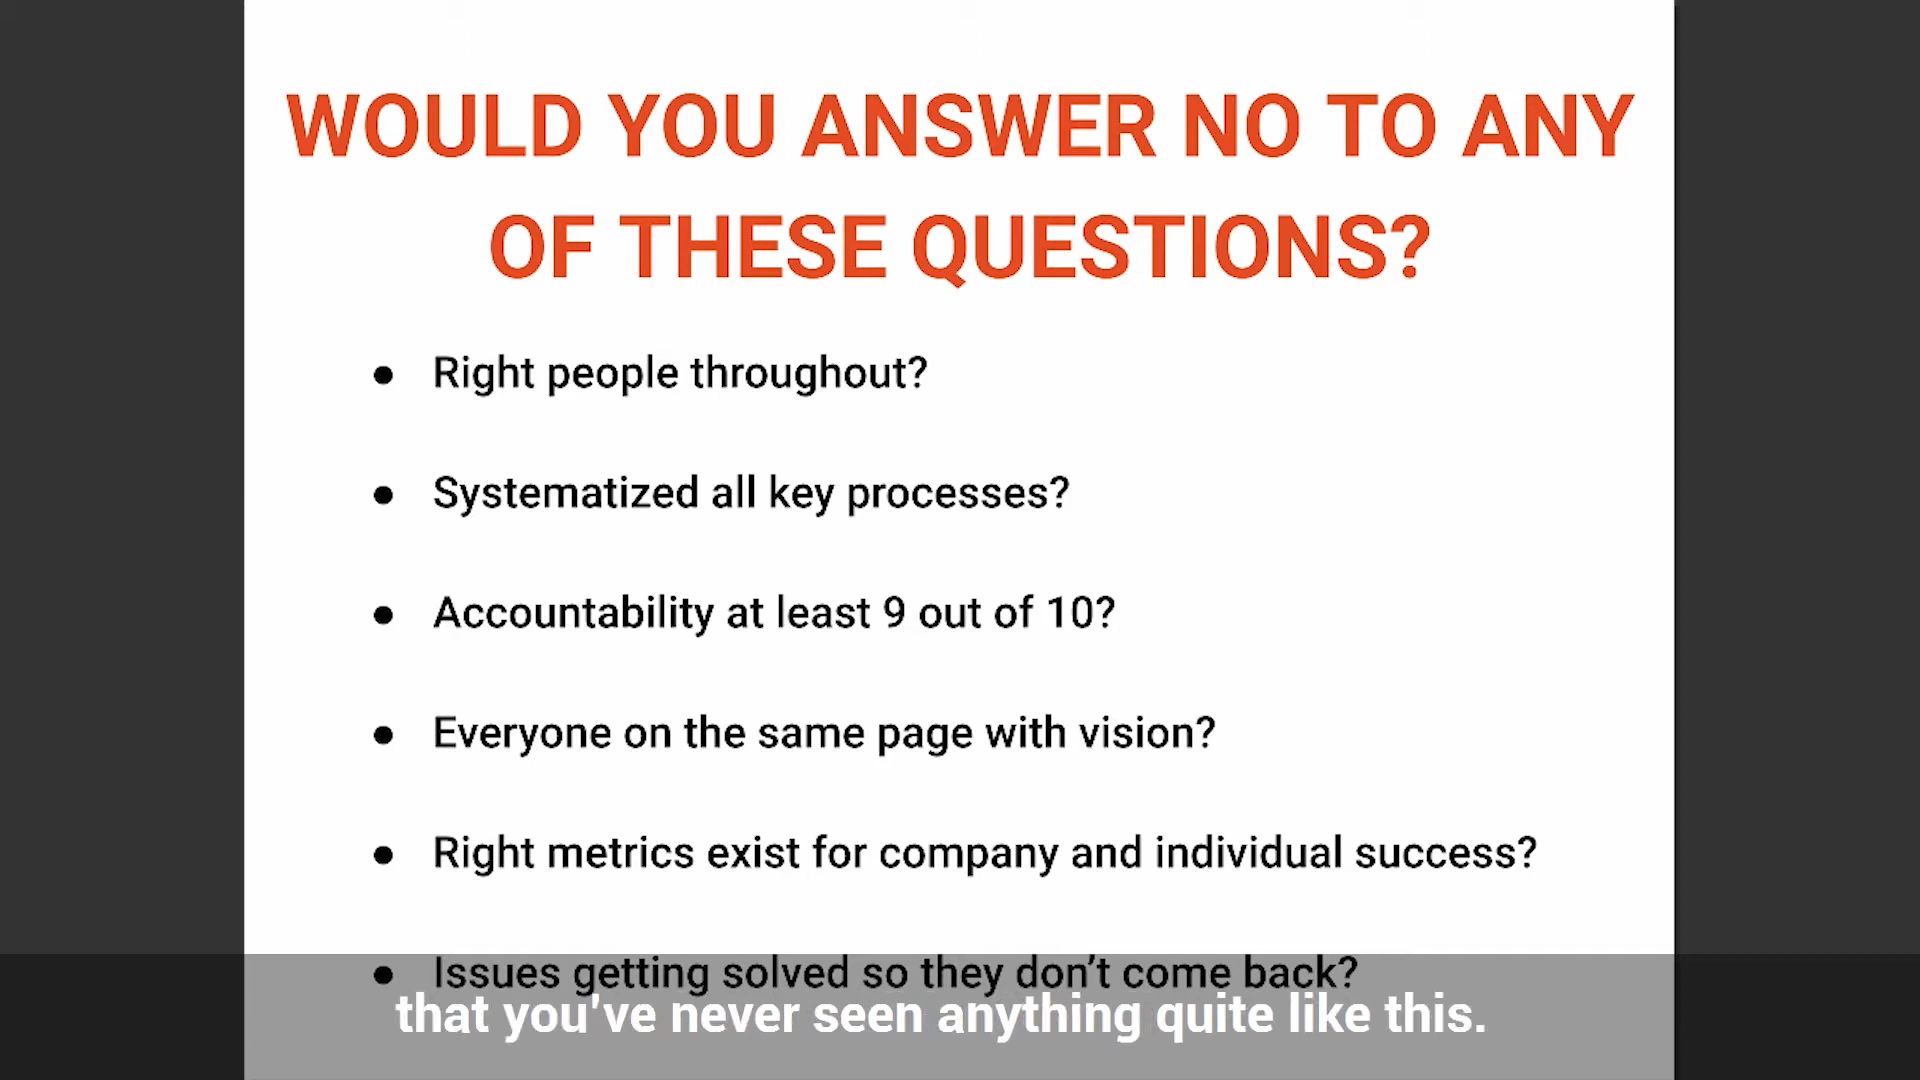 WOULD YOU ANSWER NO TO ANY
OF THESE QUESTIONS?
● Right people throughout?
● Systematized all key processes?
● Accountability at least 9 out of 10?
● Everyone on the same page with vision?
● Right metrics exist for company and individual success?
● Issues getting solved so they don’t come back?
that you've never seen anything quite like this.